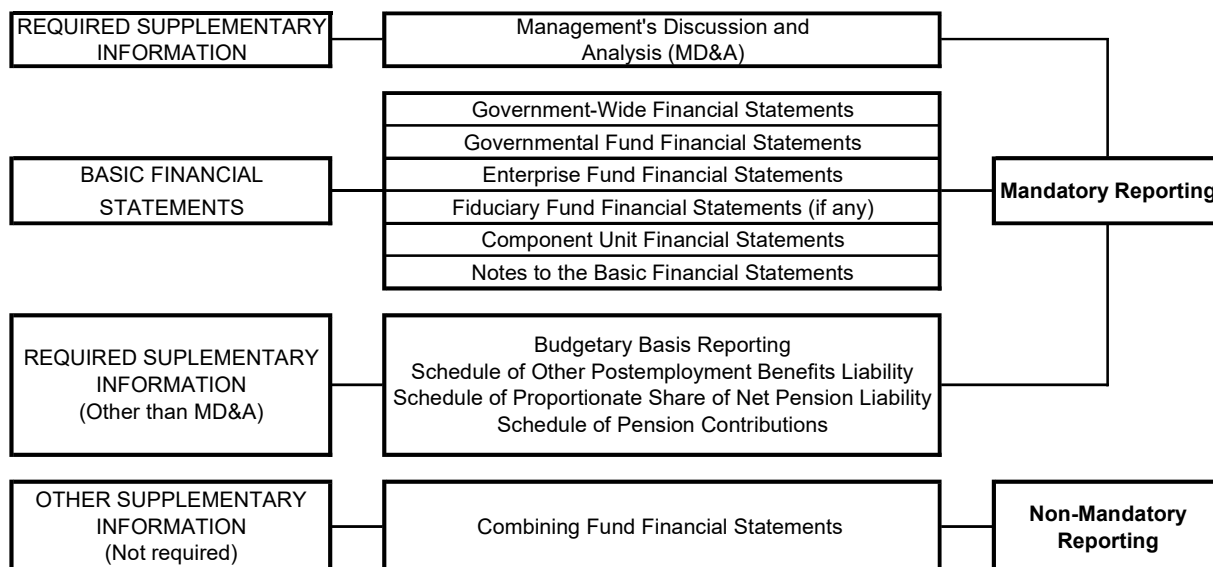 REQUIRED SUPPLEMENTARY
INFORMATION
Management's Discussion and
Analysis (MD&A)
Government-Wide Financial Statements
Governmental Fund Financial Statements
BASIC FINANCIAL
STATEMENTS
Enterprise Fund Financial Statements
Mandatory Reporting
Fiduciary Fund Financial Statements (if any)
Component Unit Financial Statements
Notes to the Basic Financial Statements
REQUIRED SUPLEMENTARY
INFORMATION
(Other than MD&A)
Budgetary Basis Reporting
Schedule of Other Postemployment Benefits Liability
Schedule of Proportionate Share of Net Pension Liability
Schedule of Pension Contributions
OTHER SUPPLEMENTARY
INFORMATION
(Not required)
Combining Fund Financial Statements
Non-Mandatory
Reporting